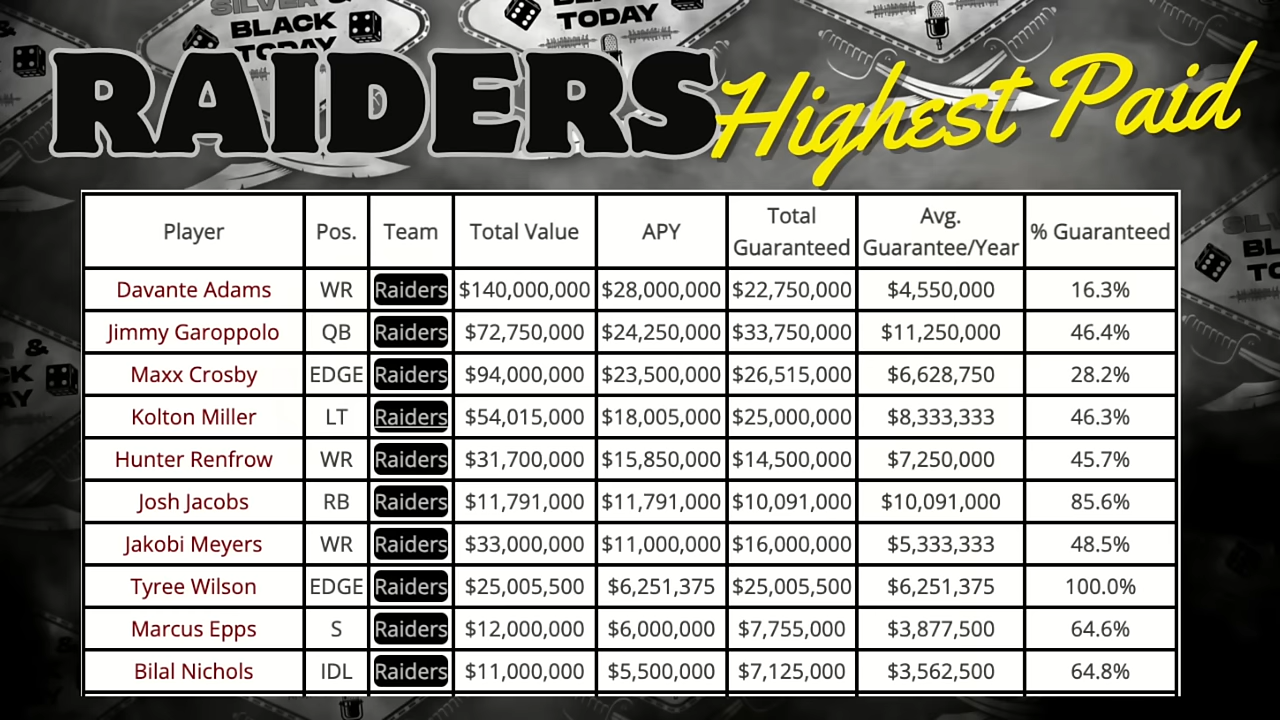 SILVER &
BLACK
TODAY
BLACK
TODAY
RAIDERS Highest Paid
Player Pos. Team Total Value APY Total Guaranteed Avg. Guarantee/Year % Guaranteed
Davante Adams WR Raiders $140,000,000 $28,000,000 $22,750,000 $4,550,000 16.3%
Jimmy Garoppolo QB Raiders $72,750,000 $24,250,000 $33,750,000 $11,250,000 46.4%
Maxx Crosby EDGE Raiders $94,000,000 $23,500,000 $26,515,000 $6,628,750 28.2%
Kolton Miller LT Raiders $54,015,000 $18,005,000 $25,000,000 $8,333,333 46.3%
Hunter Renfrow WR Raiders $31,700,000 $15,850,000 $14,500,000 $7,250,000 45.7%
Josh Jacobs RB Raiders $11,791,000 $11,791,000 $10,091,000 $10,091,000 85.6%
Jakobi Meyers WR Raiders $33,000,000 $11,000,000 $16,000,000 $5,333,333 48.5%
Tyree Wilson EDGE Raiders $25,005,500 $6,251,375 $25,005,500 $6,251,375 100.0%
Marcus Epps S Raiders $12,000,000 $6,000,000 $7,755,000 $3,877,500 64.6%
Bilal Nichols IDL Raiders $11,000,000 $5,500,000 $7,125,000 $3,562,500 64.8%